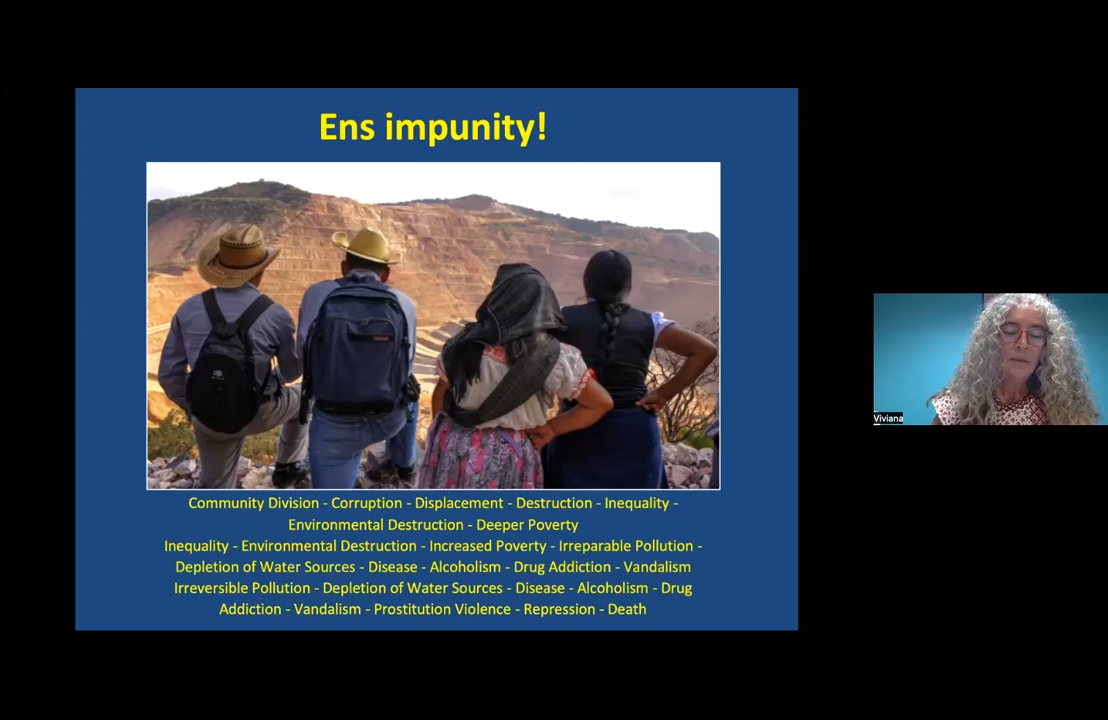 Ens impunity!
Community Division - Corruption - Displacement - Destruction - Inequality -
Environmental Destruction - Deeper Poverty
Inequality - Environmental Destruction - Increased Poverty - Irreparable Pollution -
Depletion of Water Sources - Disease - Alcoholism - Drug Addiction - Vandalism
Irreversible Pollution - Depletion of Water Sources - Disease - Alcoholism - Drug
Addiction - Vandalism - Prostitution Violence - Repression - Death
Viviana